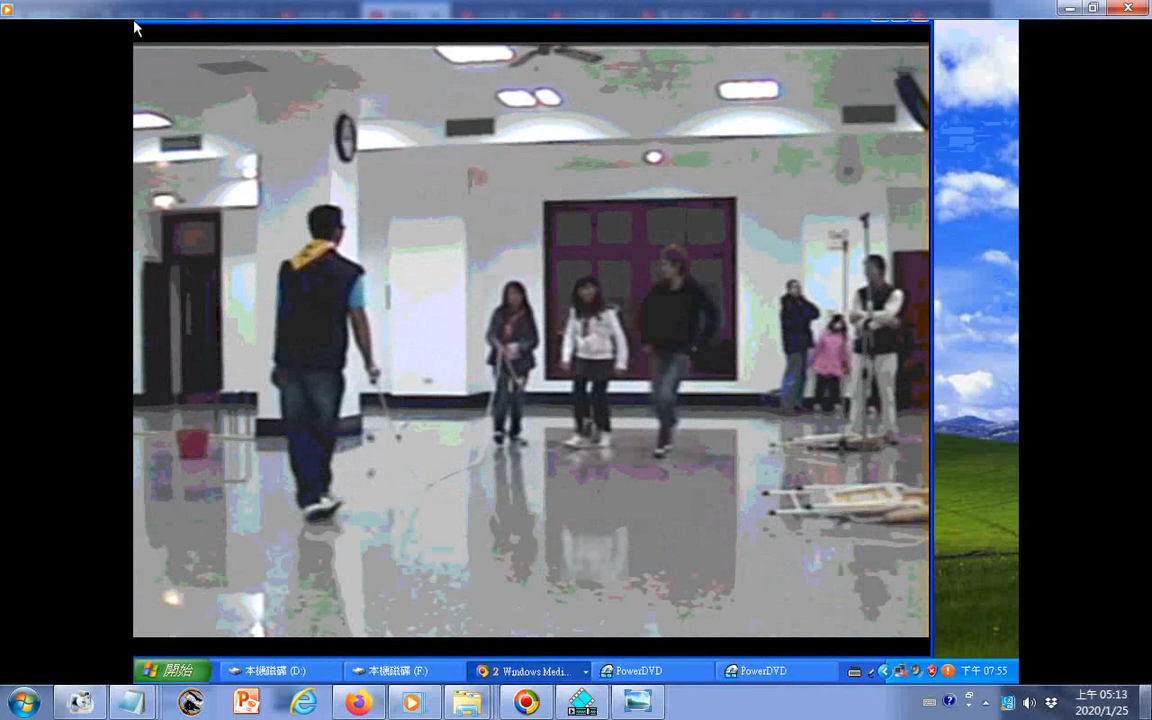 開始
本機磁碟 (D:)
本機磁碟 (F:)
2 Windows Medi...
PowerDVD
PowerDVD
下午 07:55
上午 05:13
2020/1/25